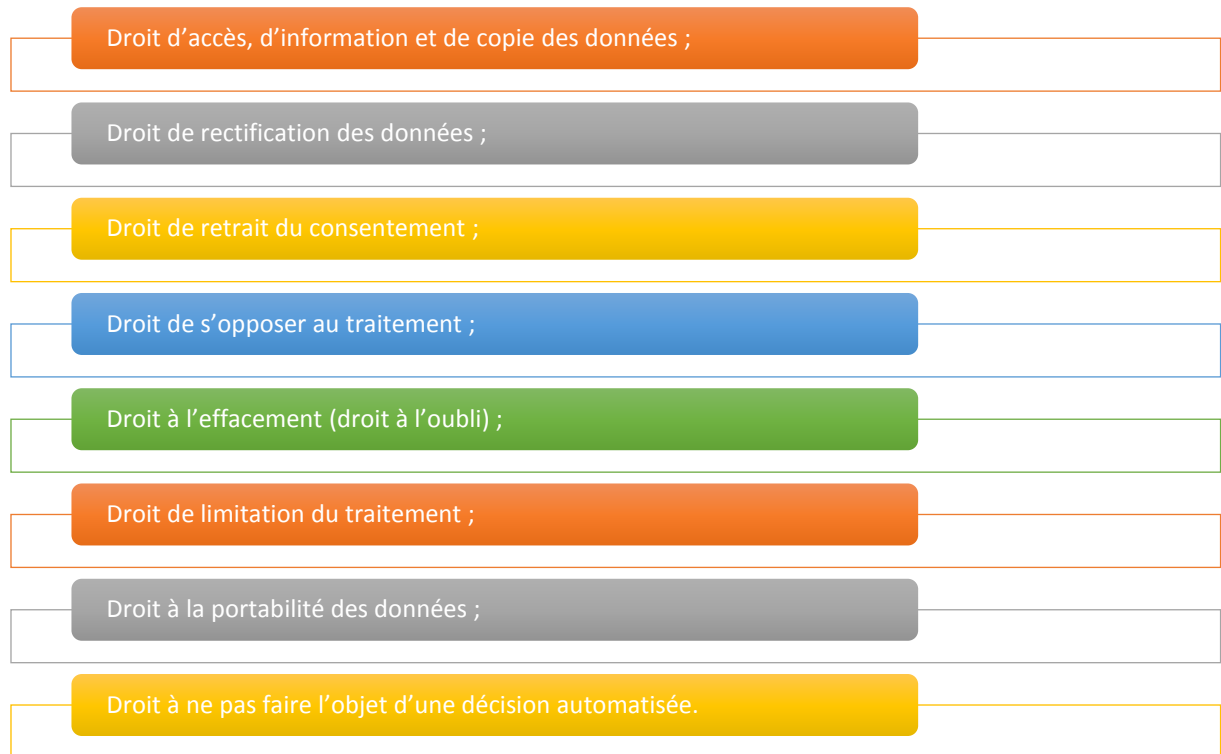 Droit d’accès, d’information et de copie des données ;
Droit de rectification des données ;
Droit de retrait du consentement ;
Droit de s’opposer au traitement ;
Droit à l’effacement (droit à l’oubli) ;
Droit de limitation du traitement ;
Droit à la portabilité des données ;
Droit à ne pas faire l’objet d’une décision automatisée.